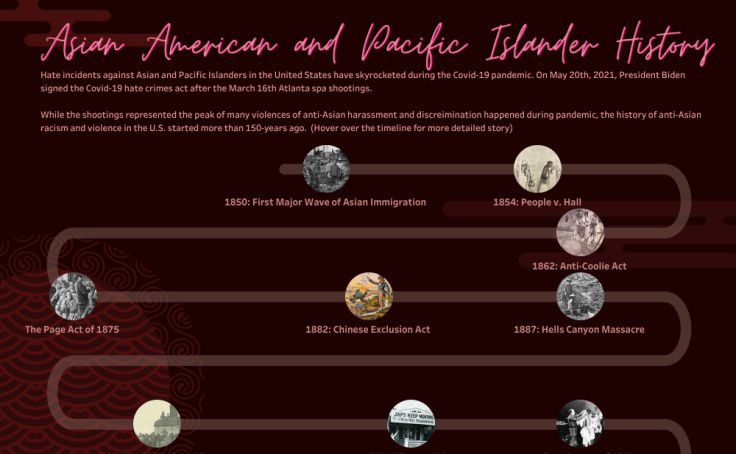 Asian American and Pacific Islander History
Hate incidents against Asian and Pacific Islanders in the United States have skyrocketed during the Covid-19 pandemic. On May 20th, 2021, President Biden
signed the Covid-19 hate crimes act after the March 16th Atlanta spa shootings.
While the shootings represented the peak of many violences of anti-Asian harassment and discreimination happened during pandemic, the history of anti-Asian
racism and violence in the U.S. started more than 150-years ago. (Hover over the timeline for more detailed story)
1850: First Major Wave of Asian Immigration
1854: People v. Hall
1862: Anti-Coolie Act
The Page Act of 1875
1882: Chinese Exclusion Act
1887: Hells Canyon Massacre
JAPS KEEP MOVING